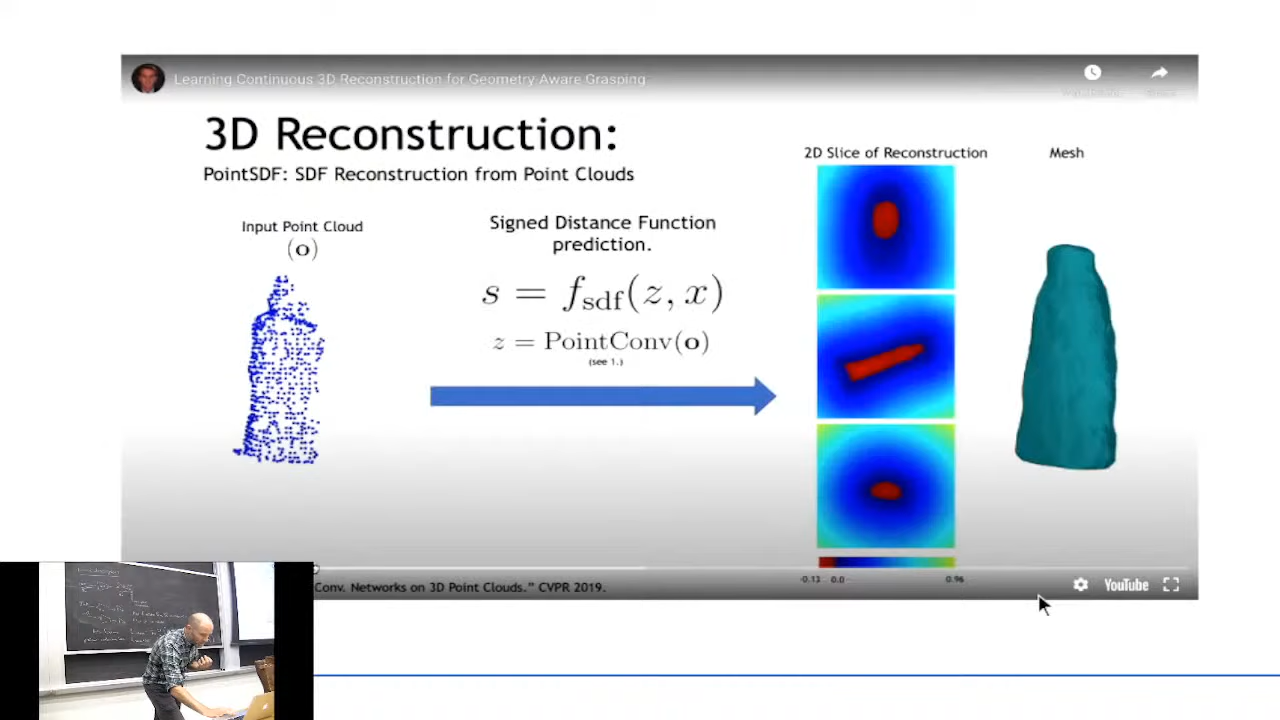 Learning Continuous 3D Reconstruction for Geometry-Aware Grasping
3D Reconstruction:
PointSDF: SDF Reconstruction from Point Clouds
Input Point Cloud
(o)
Signed Distance Function
prediction.
s = f_sdf(z, x)
z = PointConv(o)
(see 1.)
2D Slice of Reconstruction
Mesh
-0.13 0.0 0.96
Conv. Networks on 3D Point Clouds.” CVPR 2019.
YouTube